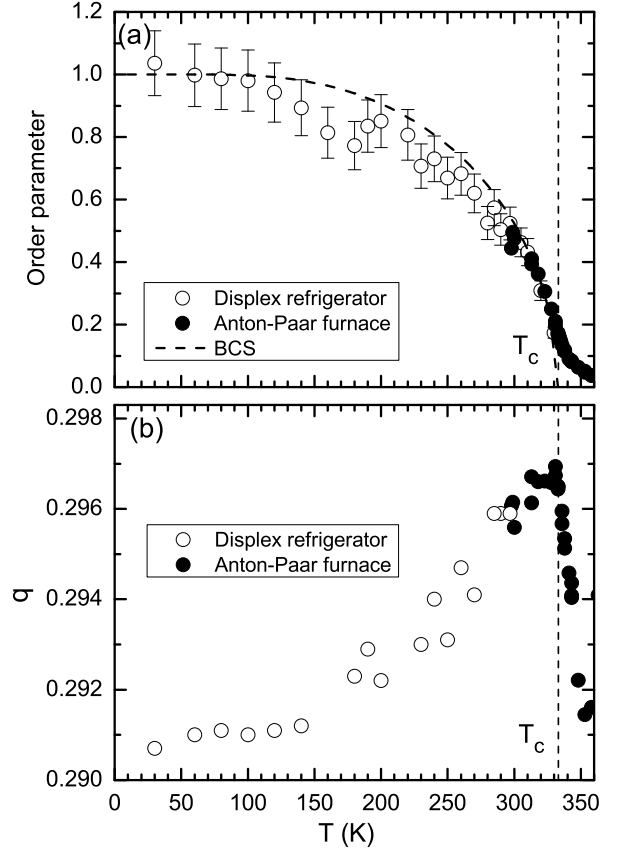 1.2
(a)
1.0
0.8
0.6
0.4
0.2
0.0
Order parameter
Displex refrigerator
Anton-Paar furnace
BCS
Tc
0.298
(b)
0.296
0.294
0.292
0.290
q
Displex refrigerator
Anton-Paar furnace
Tc
0 50 100 150 200 250 300 350
T (K)